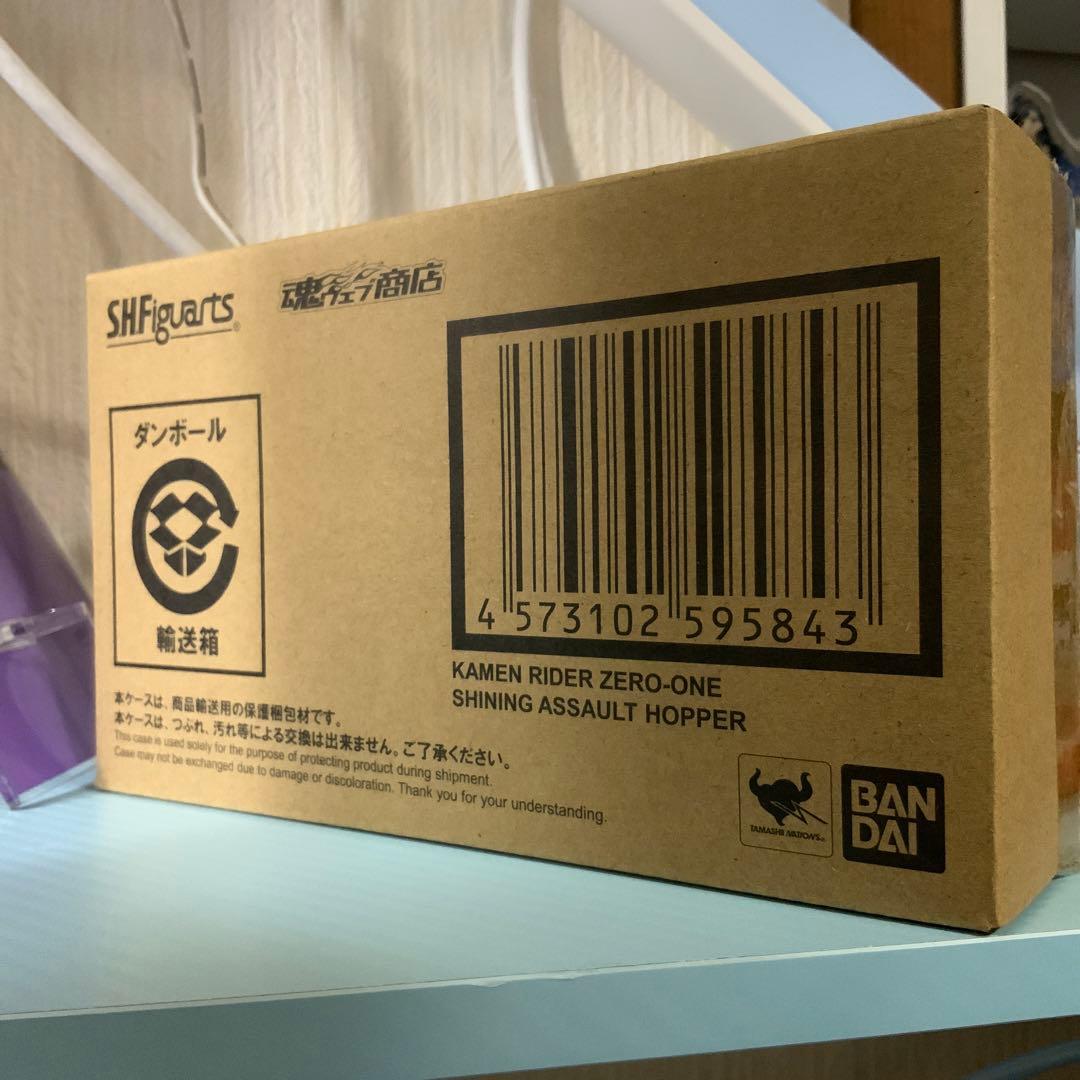 S.H.Figuarts
魂ウェブ商店
ダンボール
輸送箱
4 573102 595843
KAMEN RIDER ZERO-ONE
SHINING ASSAULT HOPPER
本ケースは、商品輸送用の保護梱包材です。
本ケースは、つぶれ、汚れ等による交換は出来ません。ご了承ください。
This case is used solely for the purpose of protecting product during shipment.
Case may not be exchanged due to damage or discoloration. Thank you for your understanding.
TAMASHII NATIONS
BAN
DAI